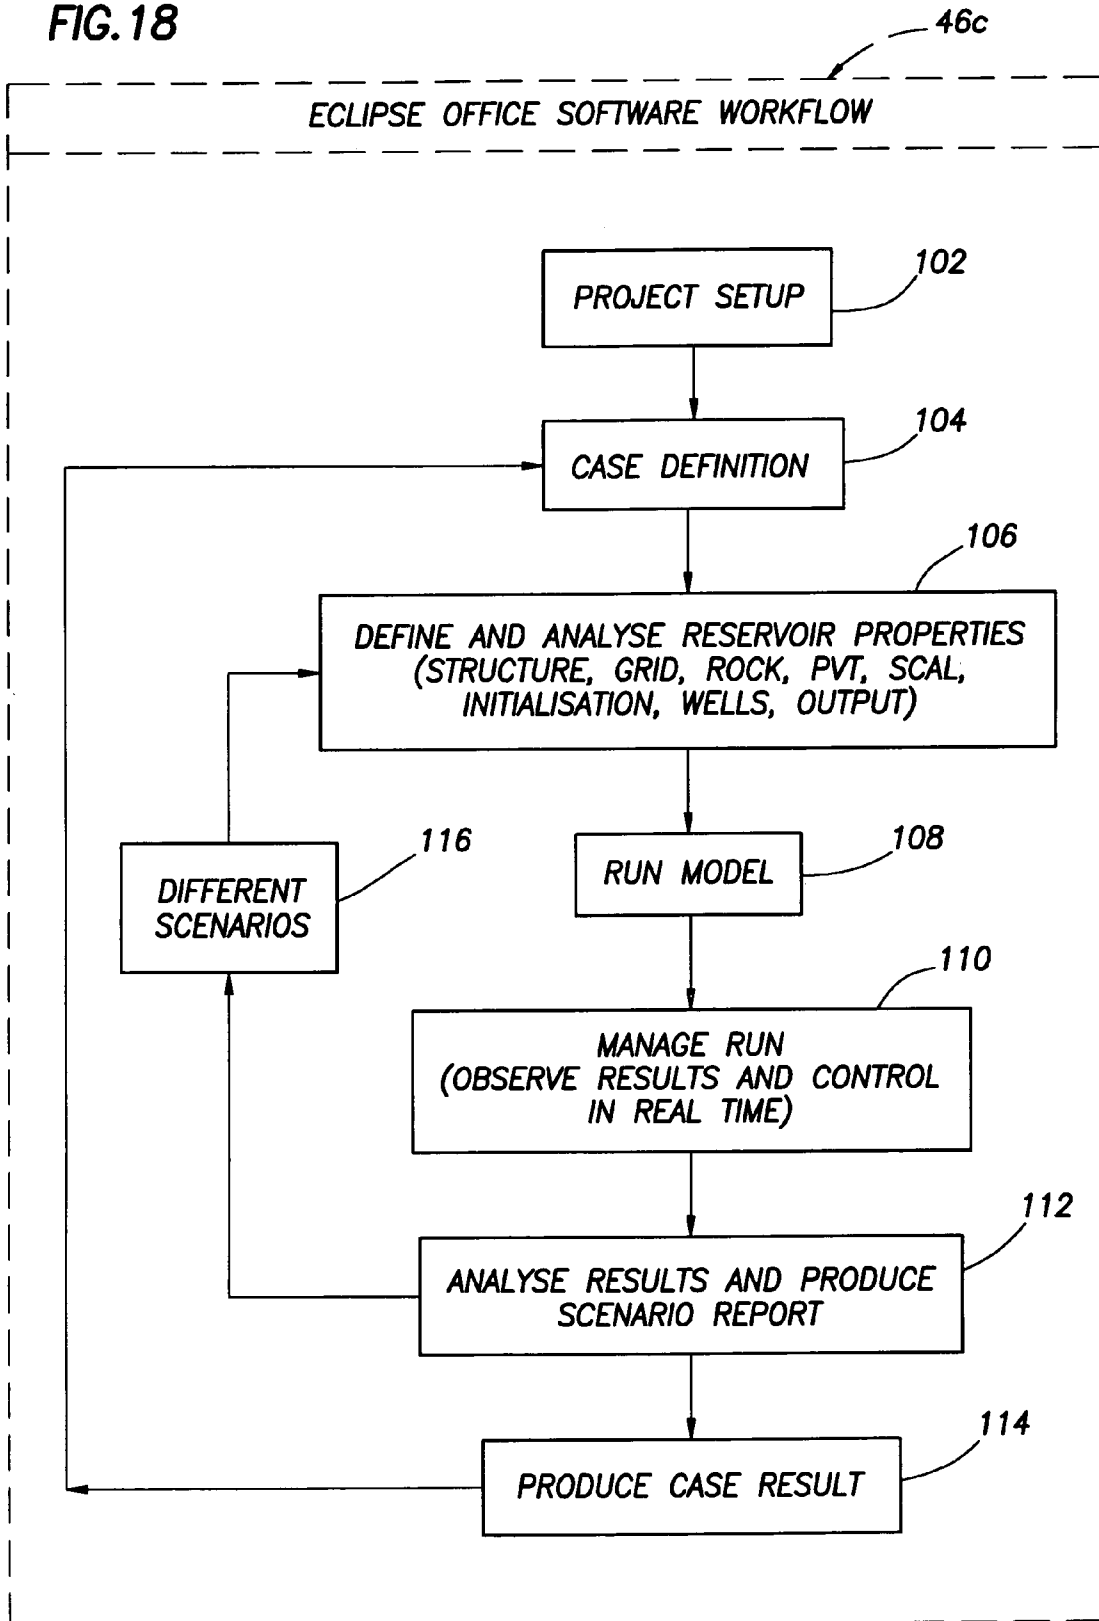 FIG.18
46c
ECLIPSE OFFICE SOFTWARE WORKFLOW
102
PROJECT SETUP
104
CASE DEFINITION
106
DEFINE AND ANALYSE RESERVOIR PROPERTIES
(STRUCTURE, GRID, ROCK, PVT, SCAL,
INITIALISATION, WELLS, OUTPUT)
116
DIFFERENT
SCENARIOS
108
RUN MODEL
110
MANAGE RUN
(OBSERVE RESULTS AND CONTROL
IN REAL TIME)
112
ANALYSE RESULTS AND PRODUCE
SCENARIO REPORT
114
PRODUCE CASE RESULT